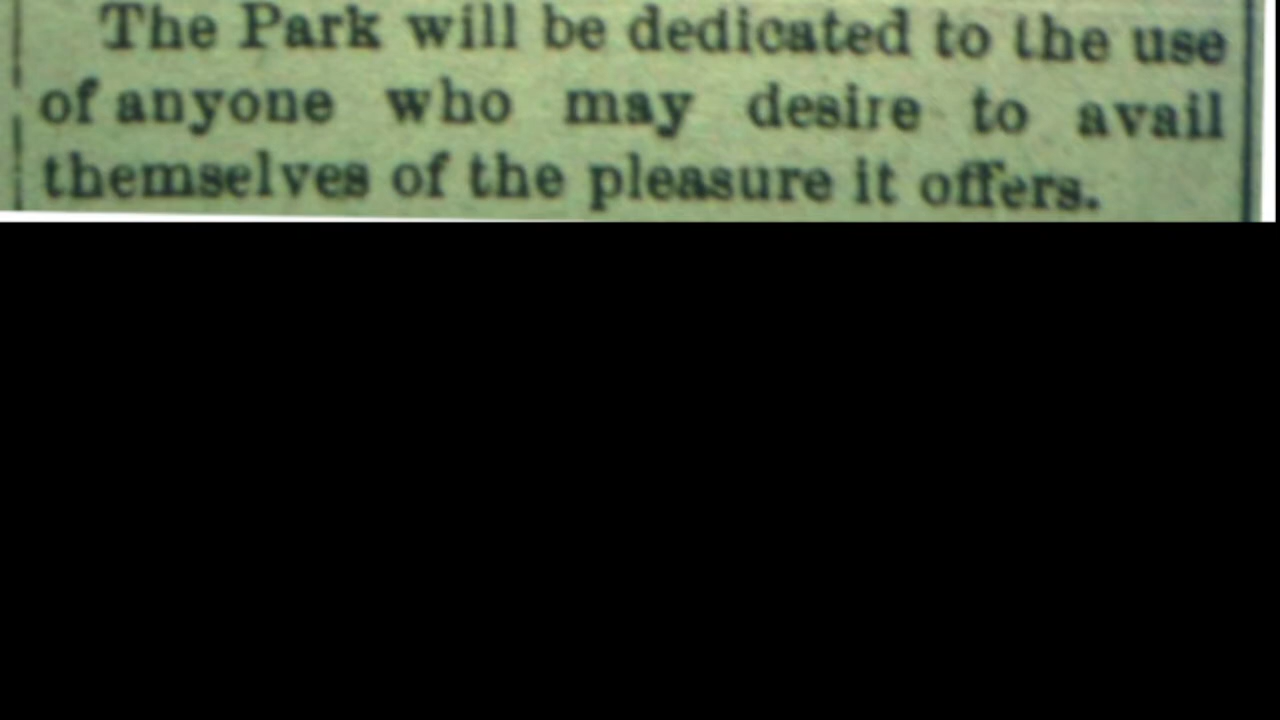 The Park will be dedicated to the use
of anyone who may desire to avail
themselves of the pleasure it offers.